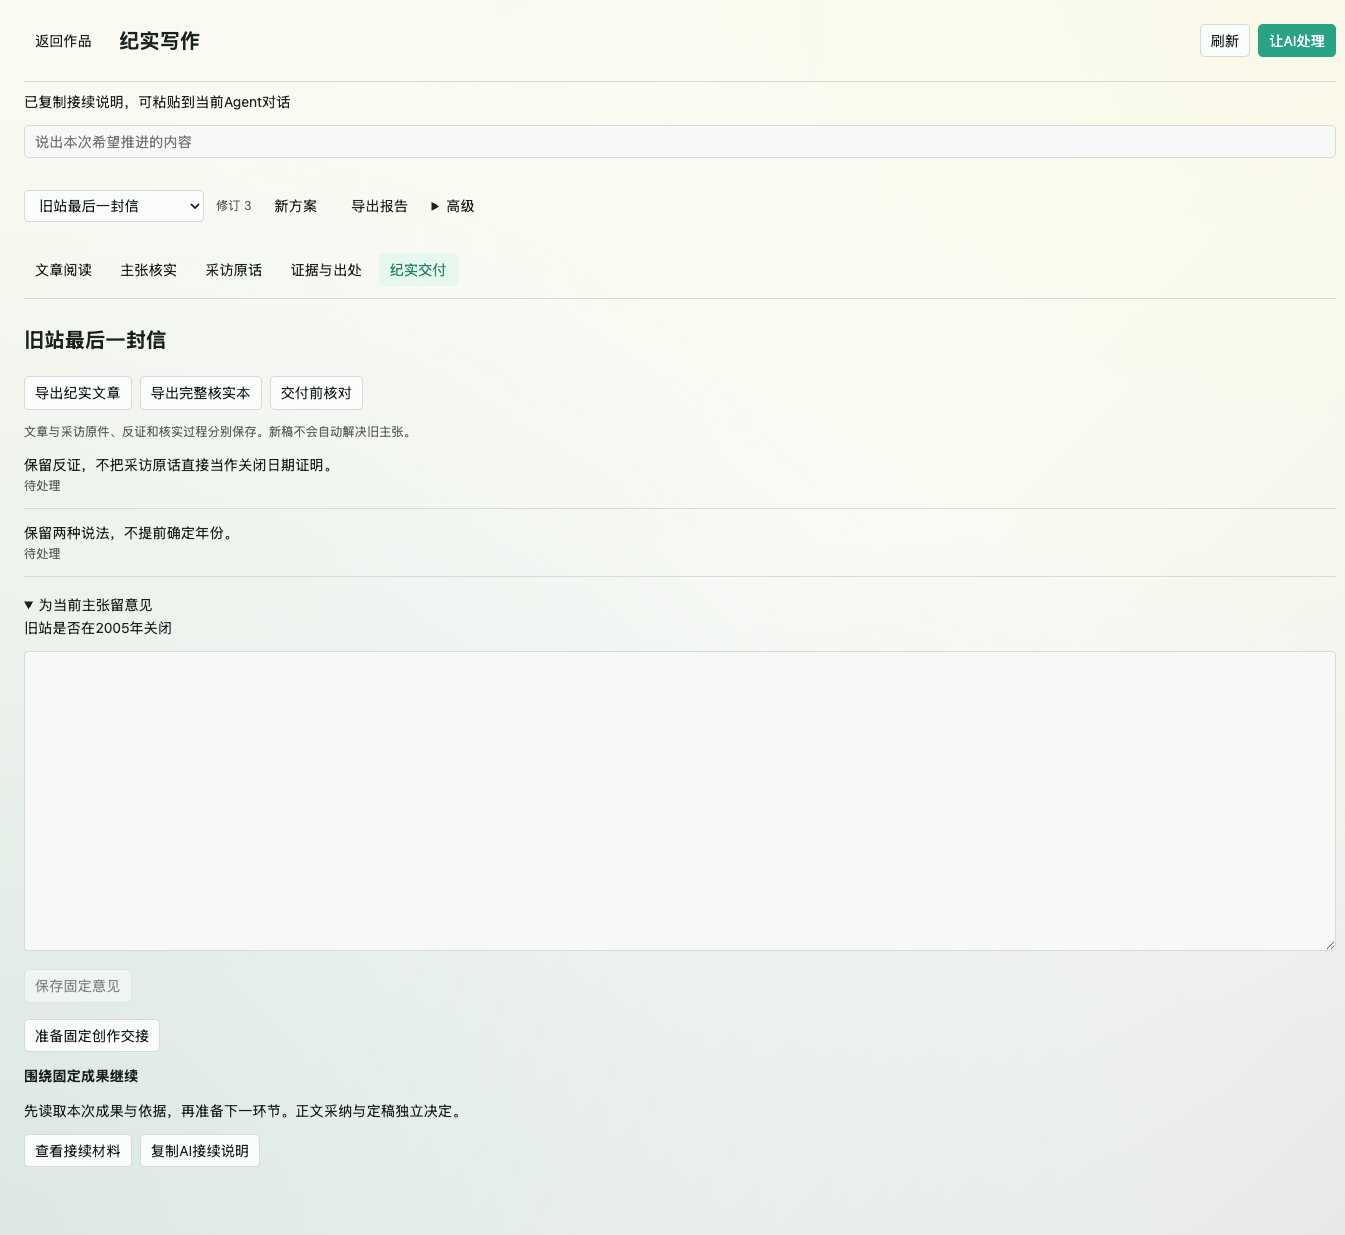 返回作品
纪实写作
刷新
让AI处理
已复制接续说明，可粘贴到当前Agent对话
说出本次希望推进的内容
旧站最后一封信
修订 3
新方案
导出报告
高级
文章阅读
主张核实
采访原话
证据与出处
纪实交付
旧站最后一封信
导出纪实文章
导出完整核实本
交付前核对
文章与采访原件、反证和核实过程分别保存。新稿不会自动解决旧主张。
保留反证，不把采访原话直接当作关闭日期证明。
待处理
保留两种说法，不提前确定年份。
待处理
为当前主张留意见
旧站是否在2005年关闭
保存固定意见
准备固定创作交接
围绕固定成果继续
先读取本次成果与依据，再准备下一环节。正文采纳与定稿独立决定。
查看接续材料
复制AI接续说明